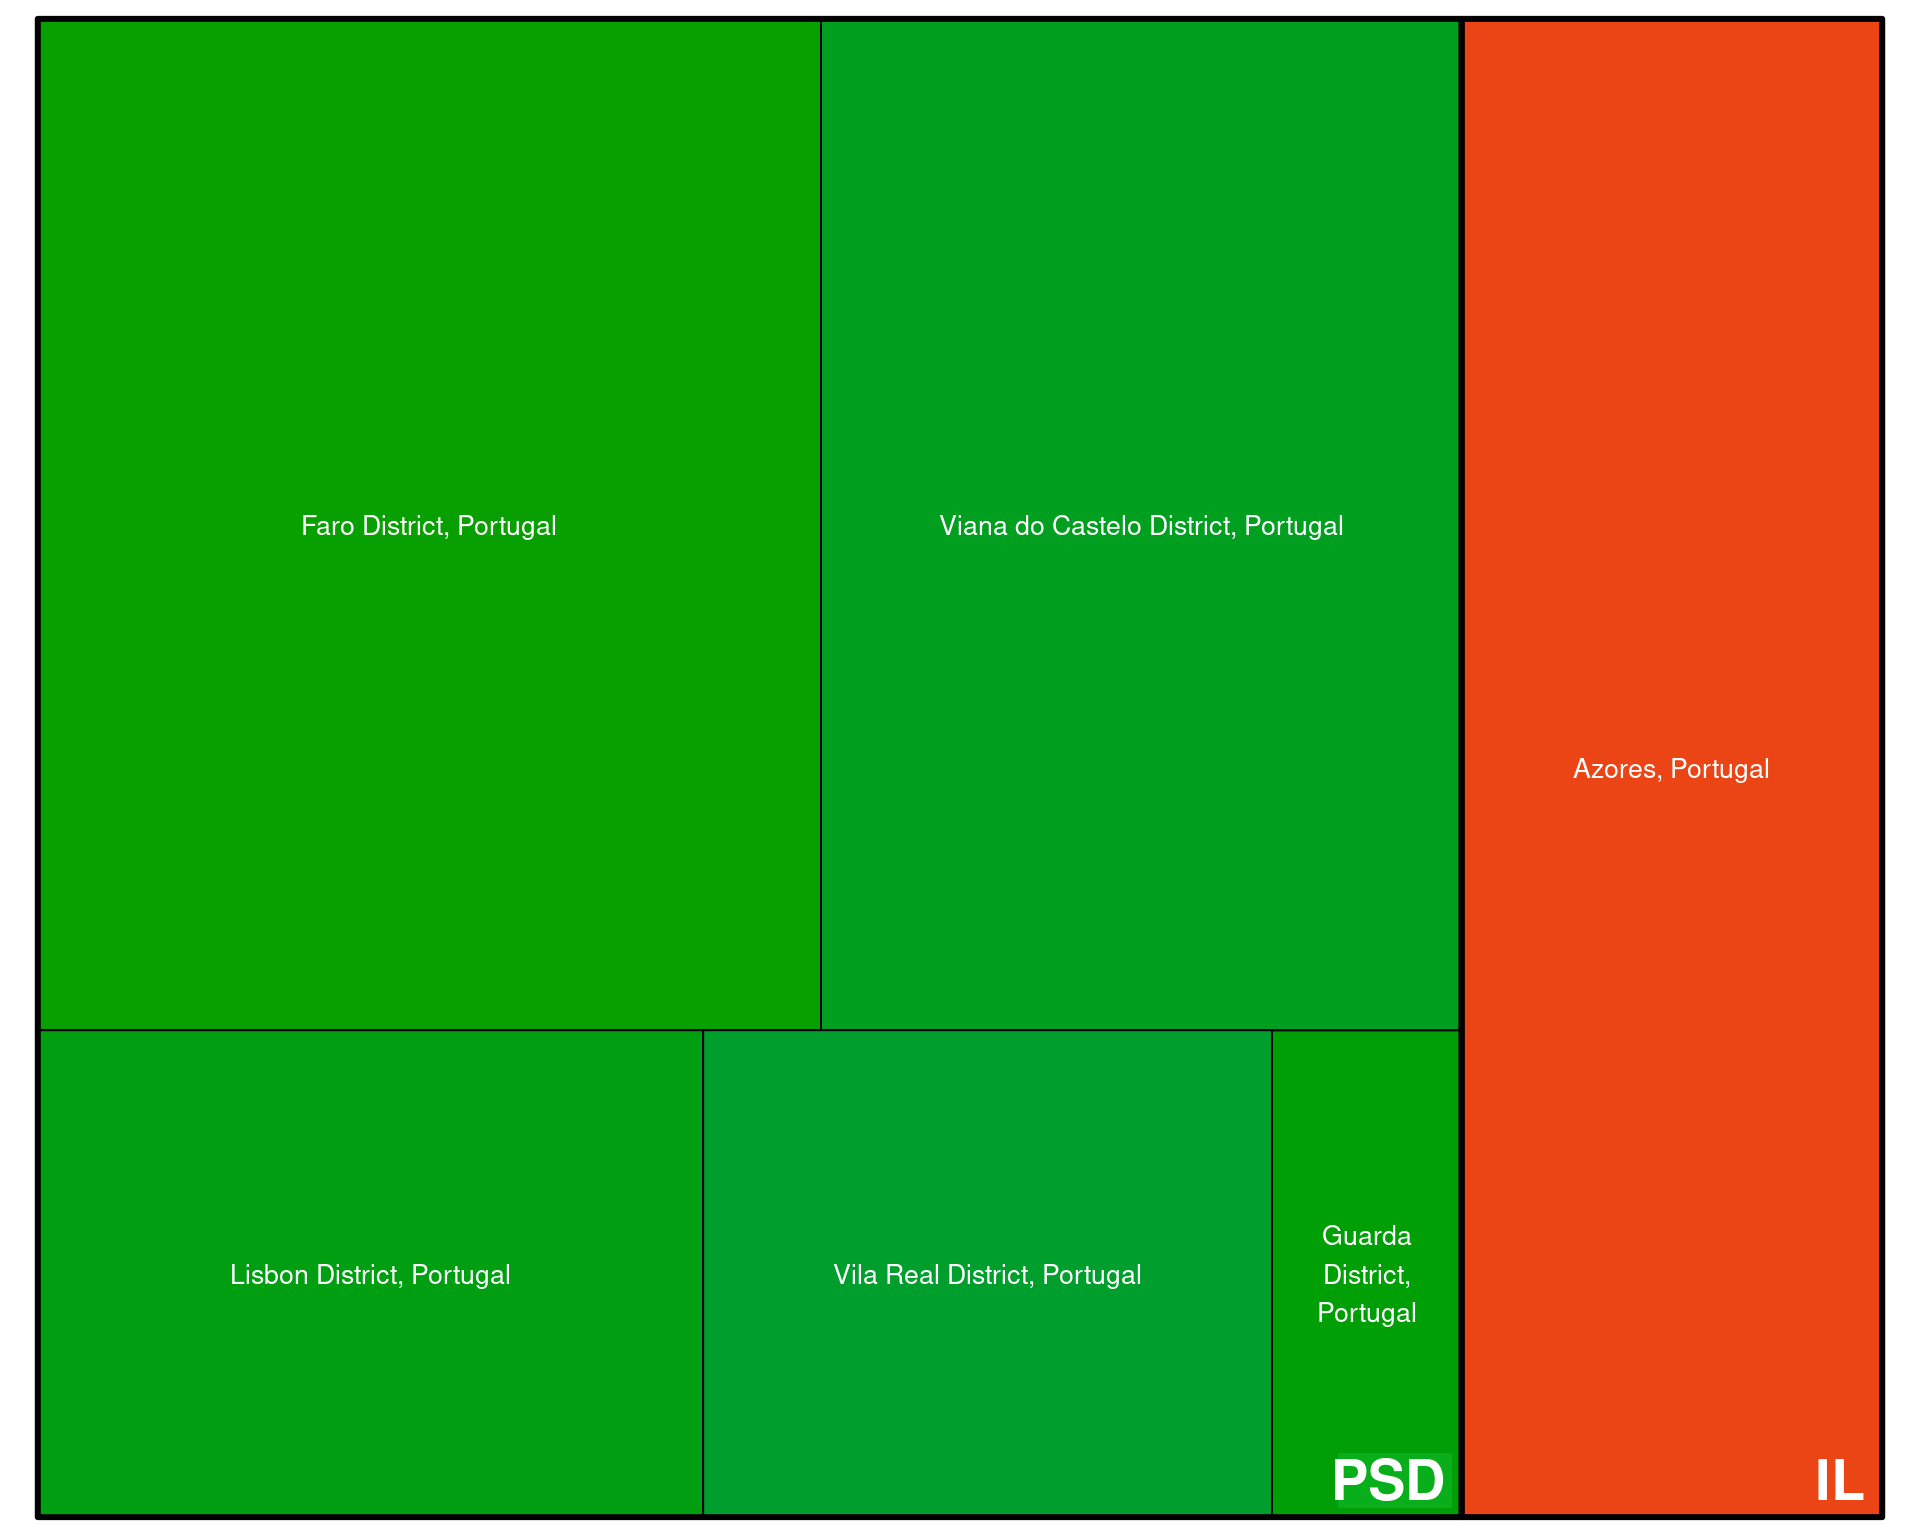 Faro District, Portugal
Viana do Castelo District, Portugal
Azores, Portugal
Lisbon District, Portugal
Vila Real District, Portugal
Guarda
District,
Portugal
PSD
IL